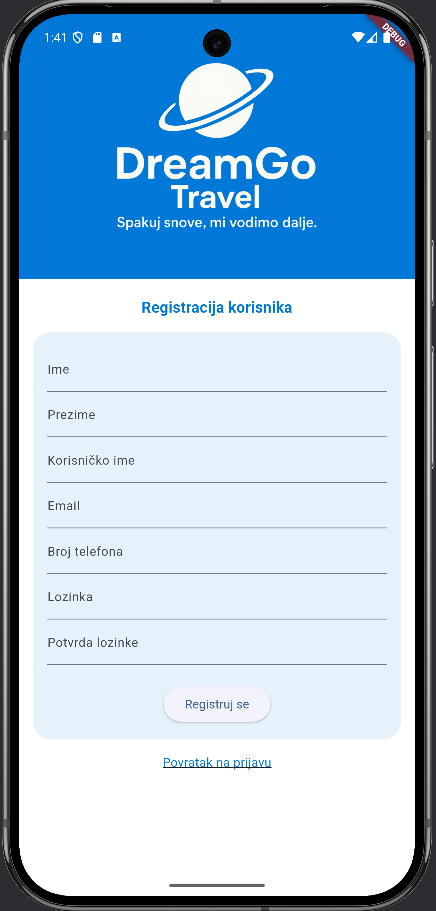 1:41
A
DEBUG
DreamGo
Travel
Spakuj snove, mi vodimo dalje.
Registracija korisnika
Ime
Prezime
Korisničko ime
Email
Broj telefona
Lozinka
Potvrda lozinke
Registruj se
Povratak na prijavu